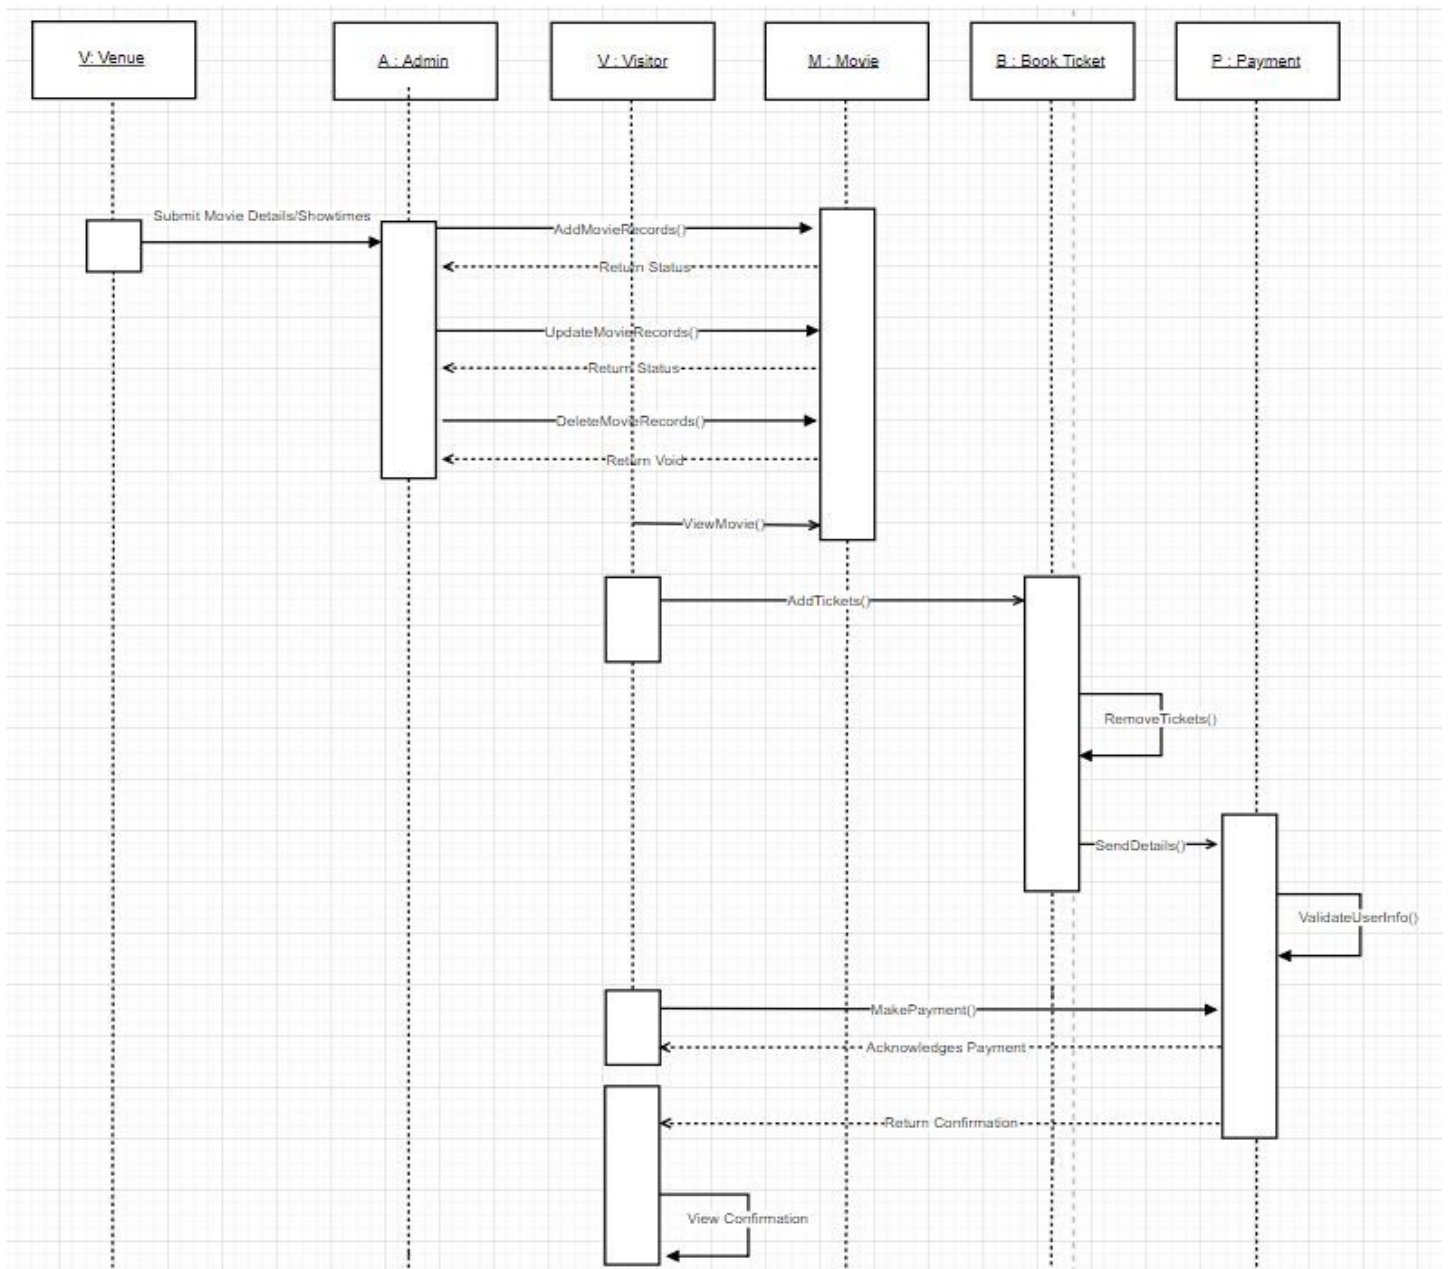 V: Venue
A : Admin
V : Visitor
M : Movie
B : Book Ticket
P : Payment
Submit Movie Details/Showtimes
AddMovieRecords()
Return Status
UpdateMovieRecords()
Return Status
DeleteMovieRecords()
Return Void
ViewMovie()
AddTickets()
RemoveTickets()
SendDetails()
ValidateUserInfo()
MakePayment()
Acknowledges Payment
Return Confirmation
View Confirmation